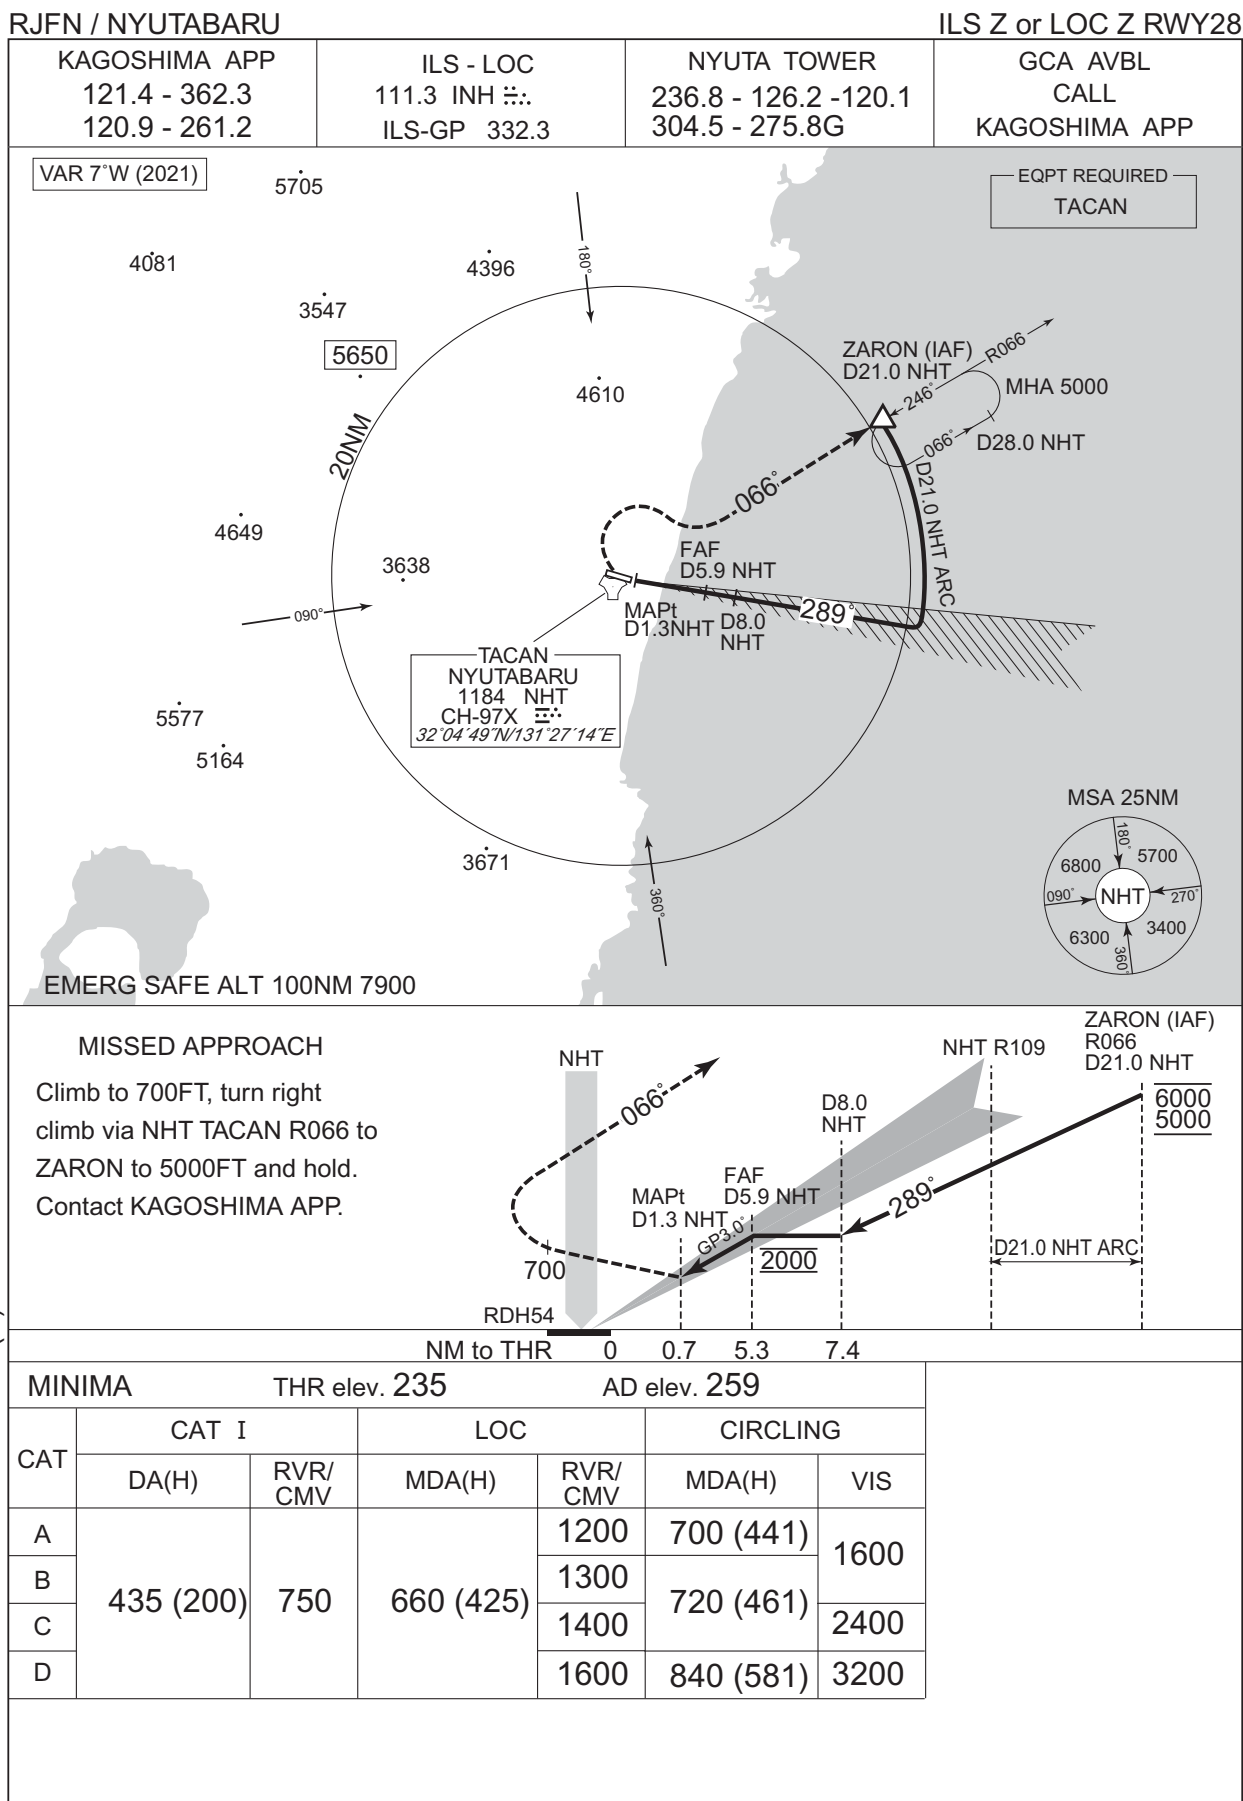 RJFN / NYUTABARU
ILS Z or LOC Z RWY28
KAGOSHIMA APP
121.4 - 362.3
120.9 - 261.2
ILS - LOC
111.3 INH
ILS-GP 332.3
NYUTA TOWER
236.8 - 126.2 -120.1
304.5 - 275.8G
GCA AVBL
CALL
KAGOSHIMA APP
VAR 7°W (2021)
EQPT REQUIRED
TACAN
5705
4081
4396
3547
5650
4610
180°
20NM
ZARON (IAF)
D21.0 NHT
R066
246°
MHA 5000
066°
D28.0 NHT
D21.0 NHT ARC
066°
4649
3638
090°
FAF
D5.9 NHT
MAPt
D1.3NHT
D8.0
NHT
289°
TACAN
NYUTABARU
1184 NHT
CH-97X
32°04´49˝N/131°27´14˝E
5577
5164
3671
360°
MSA 25NM
180°
6800
5700
090°
NHT
270°
6300
3400
360°
EMERG SAFE ALT 100NM 7900
MISSED APPROACH
Climb to 700FT, turn right
climb via NHT TACAN R066 to
ZARON to 5000FT and hold.
Contact KAGOSHIMA APP.
NHT
066°
700
RDH54
MAPt
D1.3 NHT
GP3.0°
FAF
D5.9 NHT
2000
D8.0
NHT
289°
NHT R109
D21.0 NHT ARC
ZARON (IAF)
R066
D21.0 NHT
6000
5000
NM to THR 0 0.7 5.3 7.4
MINIMA THR elev. 235 AD elev. 259
CAT
CAT I
LOC
CIRCLING
DA(H)
RVR/
CMV
MDA(H)
RVR/
CMV
MDA(H)
VIS
A
B
C
D
435 (200)
750
660 (425)
1200
1300
1400
1600
700 (441)
720 (461)
840 (581)
1600
2400
3200